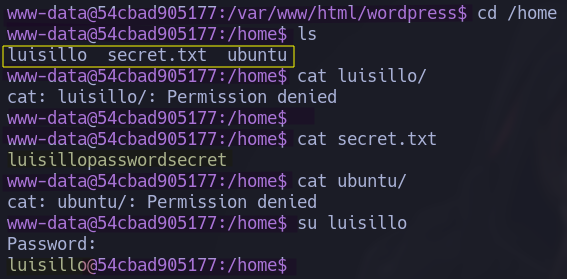 www-data@54cbad905177:/var/www/html/wordpress$ cd /home
www-data@54cbad905177:/home$ ls
luisillo  secret.txt  ubuntu
www-data@54cbad905177:/home$ cat luisillo/
cat: luisillo/: Permission denied
www-data@54cbad905177:/home$
www-data@54cbad905177:/home$ cat secret.txt
luisillopasswordsecret
www-data@54cbad905177:/home$ cat ubuntu/
cat: ubuntu/: Permission denied
www-data@54cbad905177:/home$ su luisillo
Password:
luisillo@54cbad905177:/home$